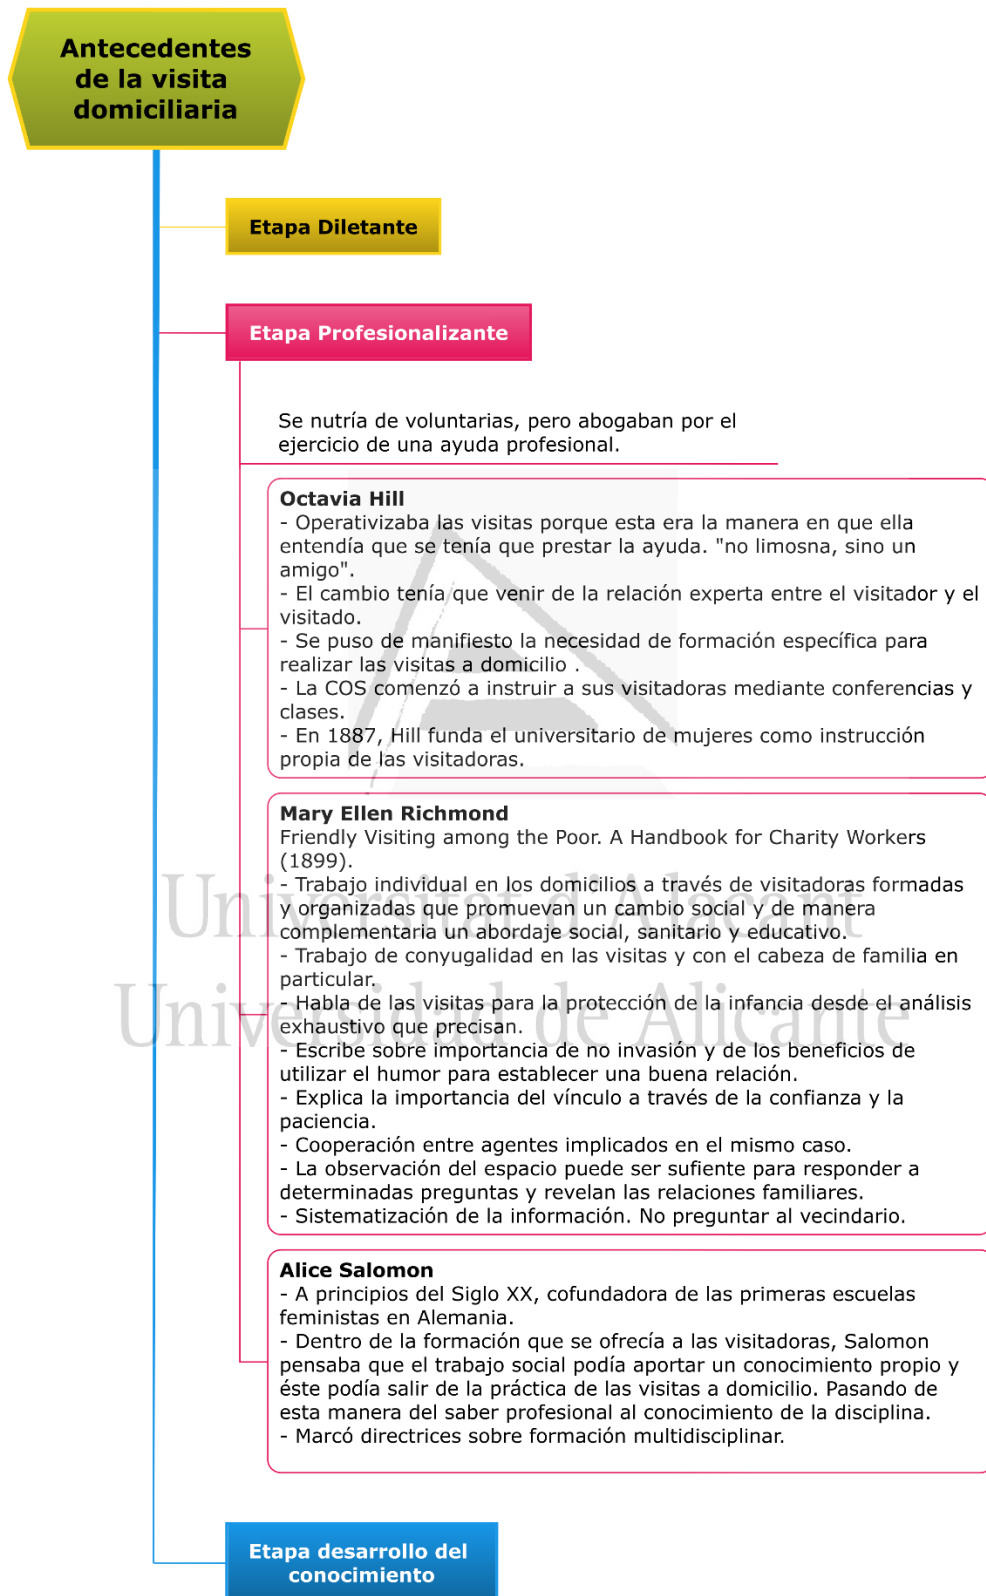 Antecedentes
de la visita
domiciliaria
Etapa Diletante
Etapa Profesionalizante
Se nutría de voluntarias, pero abogaban por el
ejercicio de una ayuda profesional.
Octavia Hill
- Operativizaba las visitas porque esta era la manera en que ella
entendía que se tenía que prestar la ayuda. "no limosna, sino un
amigo".
- El cambio tenía que venir de la relación experta entre el visitador y el
visitado.
- Se puso de manifiesto la necesidad de formación específica para
realizar las visitas a domicilio .
- La COS comenzó a instruir a sus visitadoras mediante conferencias y
clases.
- En 1887, Hill funda el universitario de mujeres como instrucción
propia de las visitadoras.
Mary Ellen Richmond
Friendly Visiting among the Poor. A Handbook for Charity Workers
(1899).
- Trabajo individual en los domicilios a través de visitadoras formadas
y organizadas que promuevan un cambio social y de manera
complementaria un abordaje social, sanitario y educativo.
- Trabajo de conyugalidad en las visitas y con el cabeza de familia en
particular.
- Habla de las visitas para la protección de la infancia desde el análisis
exhaustivo que precisan.
- Escribe sobre importancia de no invasión y de los beneficios de
utilizar el humor para establecer una buena relación.
- Explica la importancia del vínculo a través de la confianza y la
paciencia.
- Cooperación entre agentes implicados en el mismo caso.
- La observación del espacio puede ser sufiente para responder a
determinadas preguntas y revelan las relaciones familiares.
- Sistematización de la información. No preguntar al vecindario.
Universitat d'Alacant
Universidad de Alicante
Alice Salomon
- A principios del Siglo XX, cofundadora de las primeras escuelas
feministas en Alemania.
- Dentro de la formación que se ofrecía a las visitadoras, Salomon
pensaba que el trabajo social podía aportar un conocimiento propio y
éste podía salir de la práctica de las visitas a domicilio. Pasando de
esta manera del saber profesional al conocimiento de la disciplina.
- Marcó directrices sobre formación multidisciplinar.
Etapa desarrollo del
conocimiento